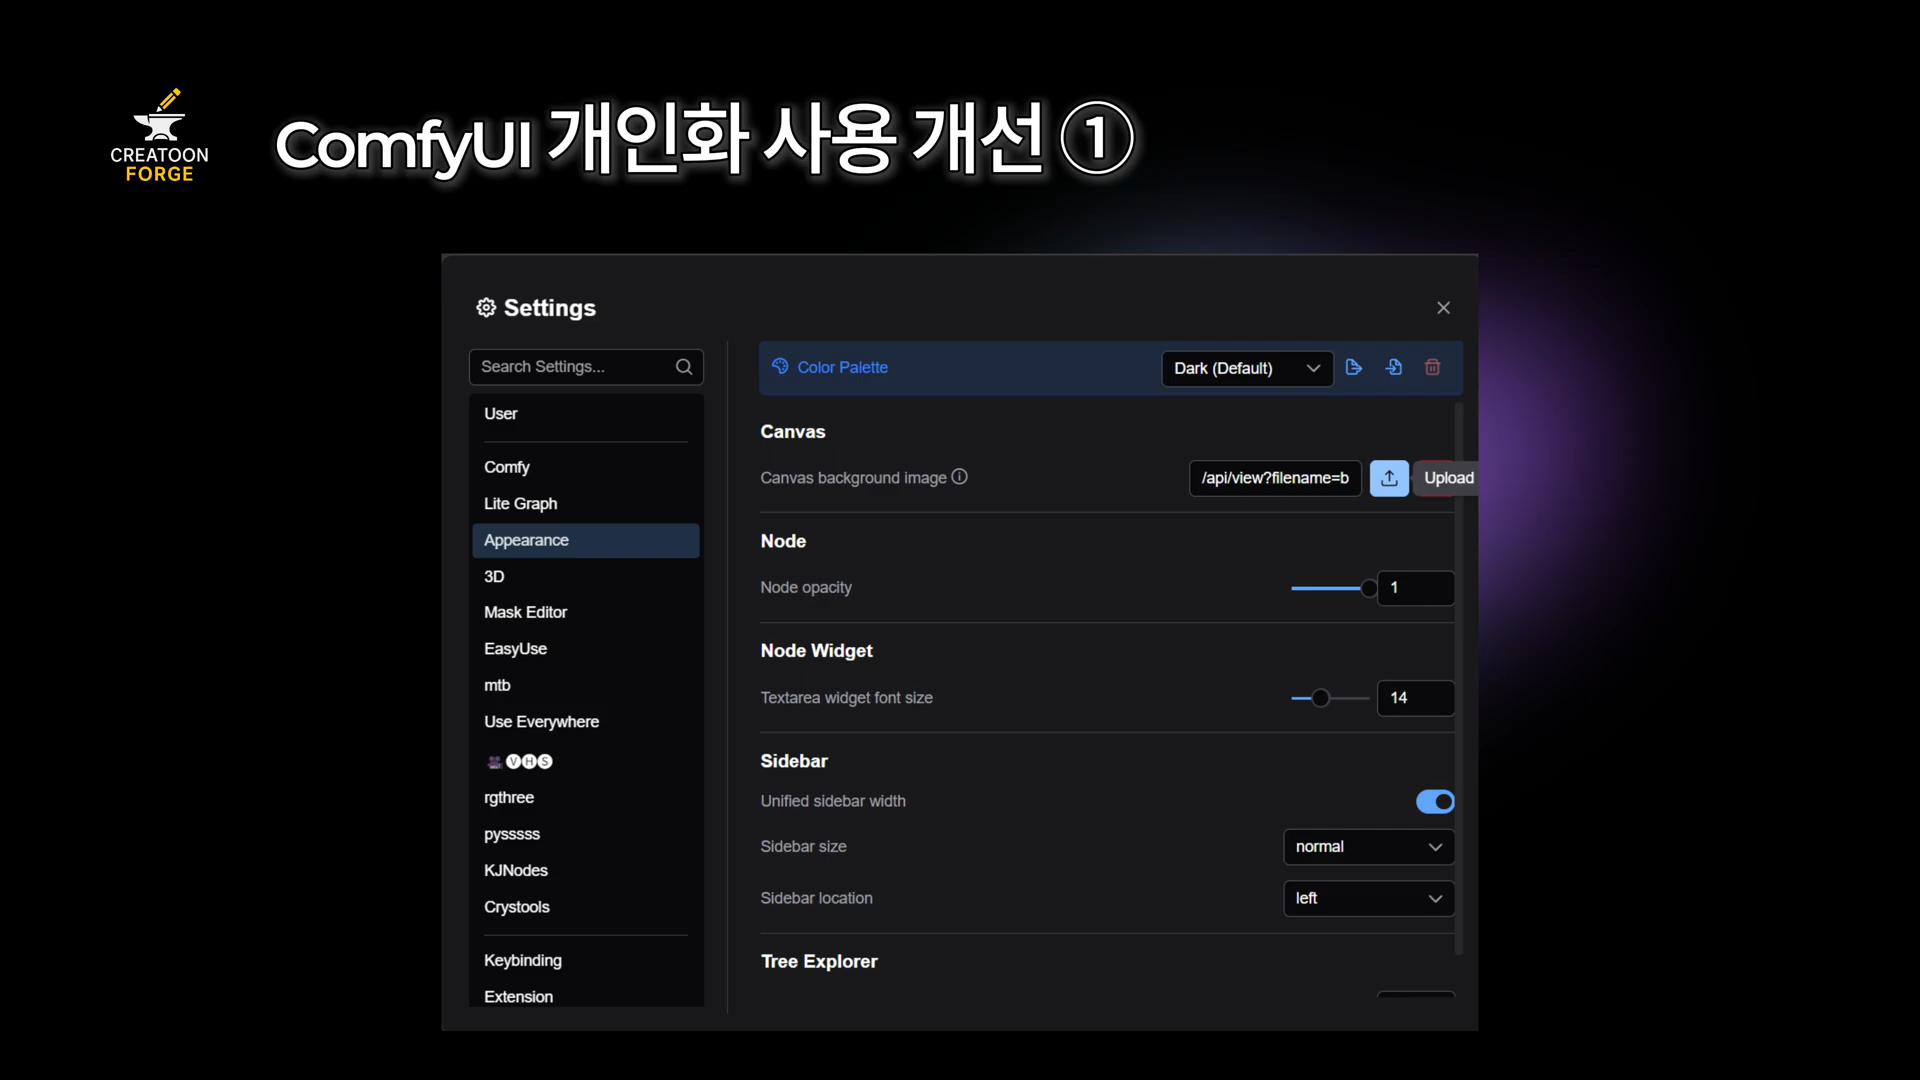 CREATOON
FORGE
ComfyUI 개인화 사용 개선 ①
Settings
Search Settings...
User
Comfy
Lite Graph
Appearance
3D
Mask Editor
EasyUse
mtb
Use Everywhere
🎥🅥🅗🅢
rgthree
pysssss
KJNodes
Crystools
Keybinding
Extension
Color Palette
Dark (Default)
Canvas
Canvas background image
/api/view?filename=b
Upload
Node
Node opacity
1
Node Widget
Textarea widget font size
14
Sidebar
Unified sidebar width
Sidebar size
normal
Sidebar location
left
Tree Explorer